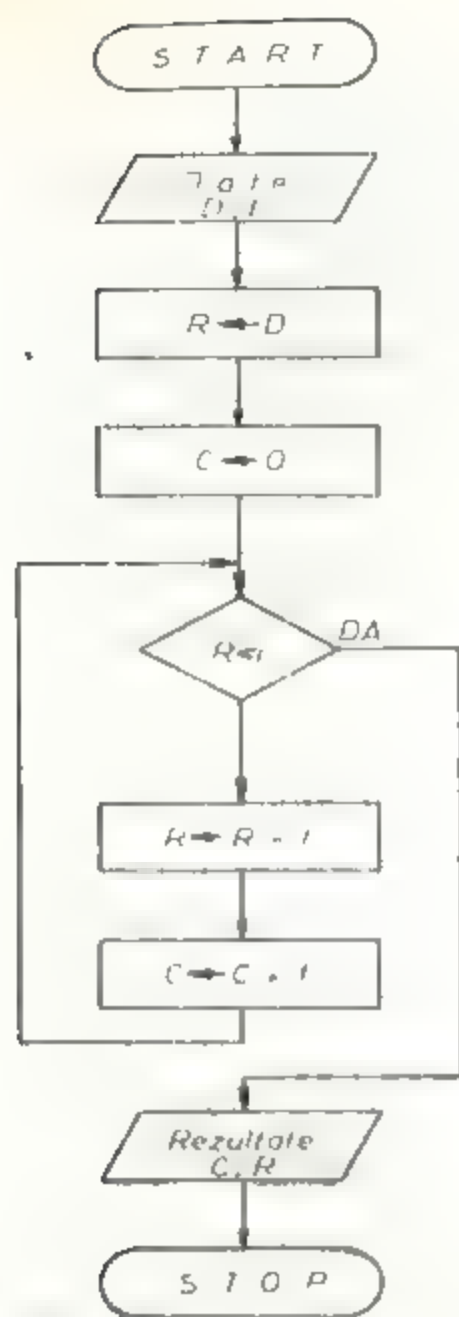 START
Date
R ← D
C ← 0
DA
R ← R - I
C ← C + 1
Rezultate
C, R
STOP